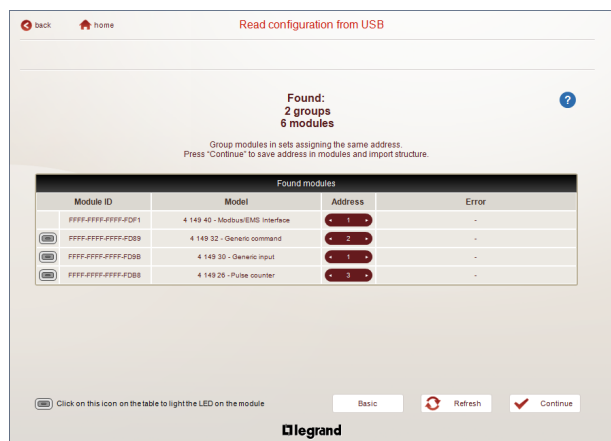 back
home
Read configuration from USB
Found:
2 groups
6 modules
?
Group modules in sets assigning the same address.
Press "Continue" to save address in modules and import structure.
Found modules
Module ID Model Address Error
FFFF-FFFF-FFFF-FDF1 4 149 40 - Modbus/EMS Interface 1 -
FFFF-FFFF-FFFF-FD89 4 149 32 - Generic command 2 -
FFFF-FFFF-FFFF-FD9B 4 149 30 - Generic input 1 -
FFFF-FFFF-FFFF-FDB8 4 149 26 - Pulse counter 3 -
Click on this icon on the table to light the LED on the module
Basic
Refresh
Continue
legrand